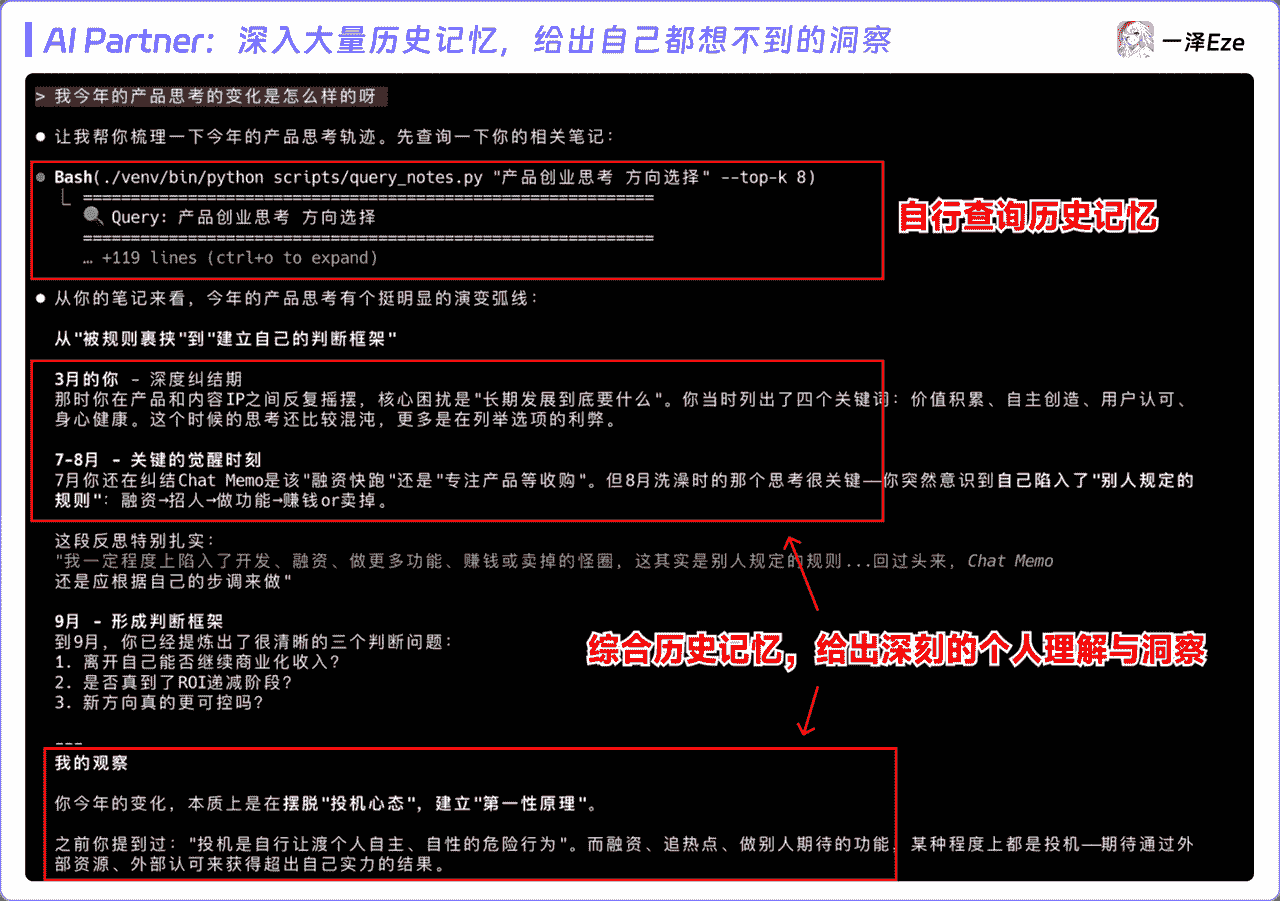 AI Partner：深入大量历史记忆，给出自己都想不到的洞察
一泽Eze
> 我今年的产品思考的变化是怎么样的呀
● 让我帮你梳理一下今年的产品思考轨迹。先查询一下你的相关笔记：
● Bash(./venv/bin/python scripts/query_notes.py "产品创业思考 方向选择" --top-k 8)
└ ============================================================
🔍 Query: 产品创业思考 方向选择
============================================================
… +119 lines (ctrl+o to expand)
自行查询历史记忆
● 从你的笔记来看，今年的产品思考有个挺明显的演变弧线：
从"被规则裹挟"到"建立自己的判断框架"
3月的你 - 深度纠结期
那时你在产品和内容IP之间反复摇摆，核心困扰是"长期发展到底要什么"。你当时列出了四个关键词：价值积累、自主创造、用户认可、
身心健康。这个时候的思考还比较混沌，更多是在列举选项的利弊。
7-8月 - 关键的觉醒时刻
7月你还在纠结Chat Memo是该"融资快跑"还是"专注产品等收购"。但8月洗澡时的那个思考很关键——你突然意识到自己陷入了"别人规定的
规则"：融资→招人→做功能→赚钱or卖掉。
这段反思特别扎实：
"我一定程度上陷入了开发、融资、做更多功能、赚钱或卖掉的怪圈，这其实是别人规定的规则...回过头来，Chat Memo
还是应根据自己的步调来做"
9月 - 形成判断框架
到9月，你已经提炼出了很清晰的三个判断问题：
1. 离开自己能否继续商业化收入？
2. 是否真到了ROI递减阶段？
3. 新方向真的更可控吗？
综合历史记忆，给出深刻的个人理解与洞察
---
我的观察
你今年的变化，本质上是在摆脱"投机心态"，建立"第一性原理"。
之前你提到过："投机是自行让渡个人自主、自性的危险行为"。而融资、追热点、做别人期待的功能，某种程度上都是投机——期待通过外
部资源、外部认可来获得超出自己实力的结果。